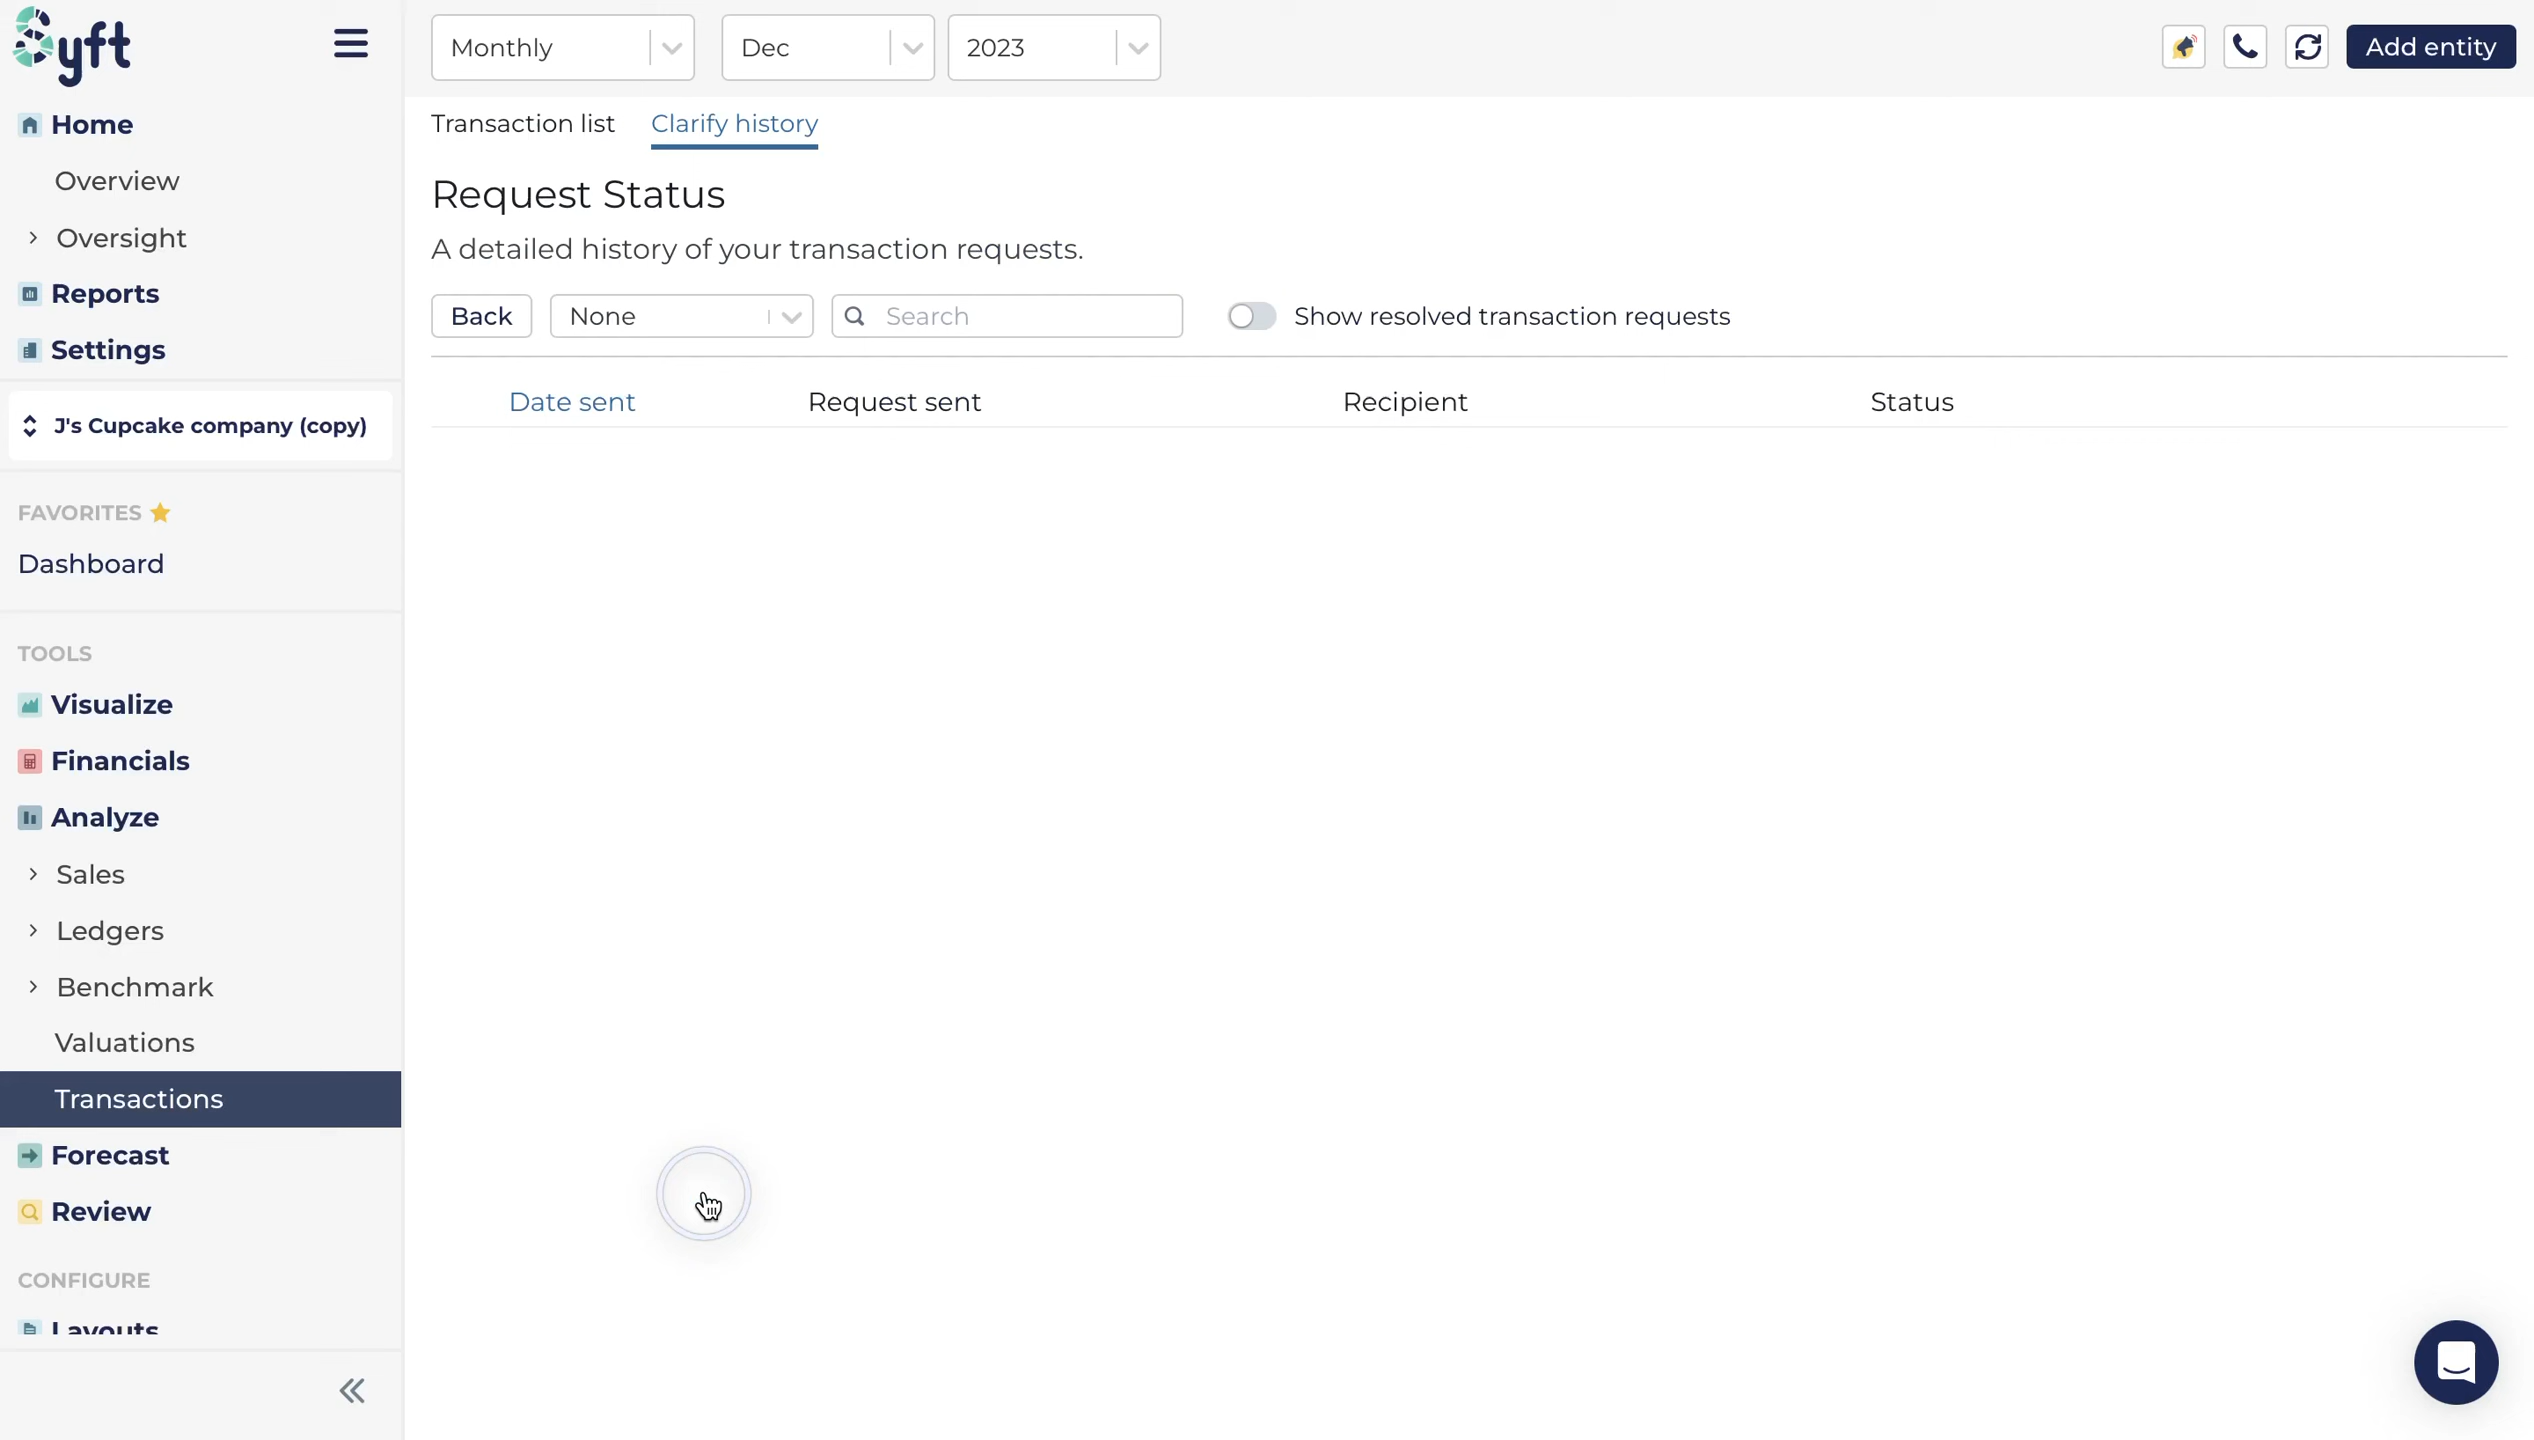 Syft
Home
Overview
Oversight
Reports
Settings
J's Cupcake company (copy)
FAVORITES
Dashboard
TOOLS
Visualize
Financials
Analyze
Sales
Ledgers
Benchmark
Valuations
Transactions
Forecast
Review
CONFIGURE
Layouts
Monthly
Dec
2023
Add entity
Transaction list
Clarify history
Request Status
A detailed history of your transaction requests.
Back
None
Search
Show resolved transaction requests
Date sent
Request sent
Recipient
Status